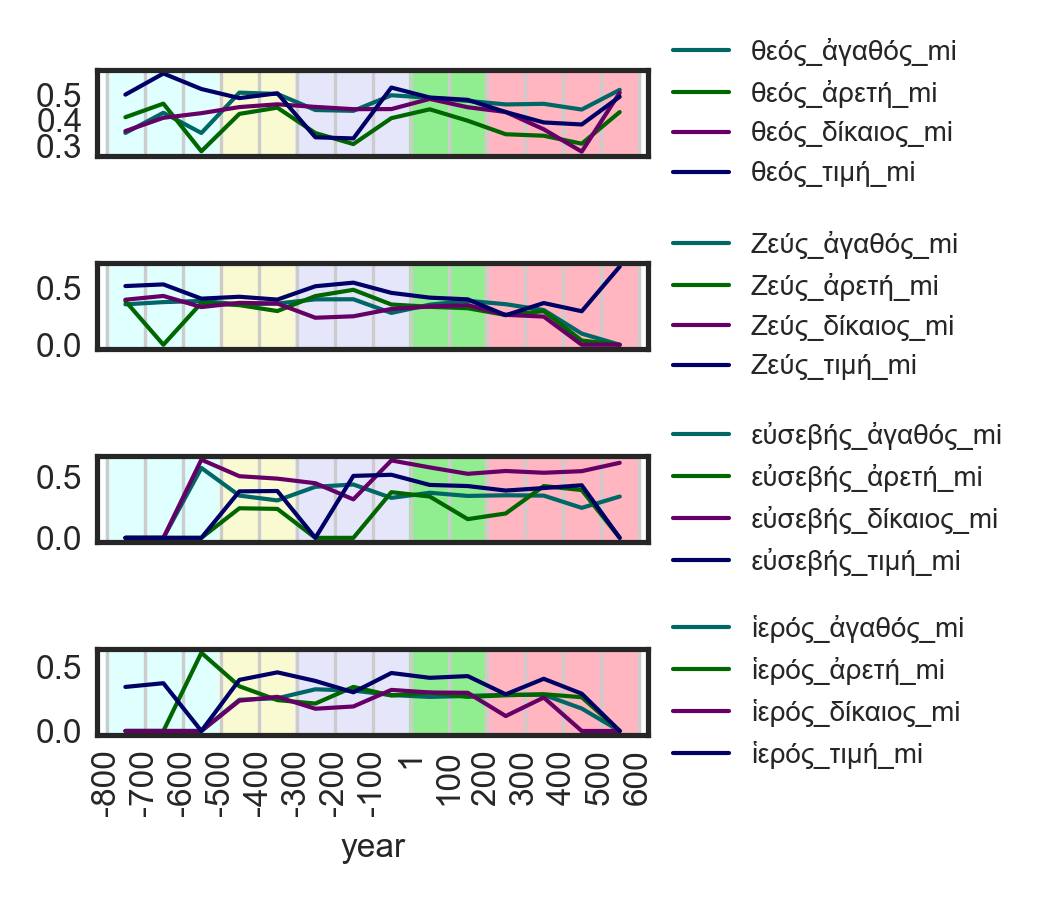 0.5
0.4
0.3
θεός_ἀγαθός_mi
θεός_ἀρετή_mi
θεός_δίκαιος_mi
θεός_τιμή_mi
0.5
0.0
Ζεύς_ἀγαθός_mi
Ζεύς_ἀρετή_mi
Ζεύς_δίκαιος_mi
Ζεύς_τιμή_mi
0.5
0.0
εὐσεβής_ἀγαθός_mi
εὐσεβής_ἀρετή_mi
εὐσεβής_δίκαιος_mi
εὐσεβής_τιμή_mi
0.5
0.0
ἱερός_ἀγαθός_mi
ἱερός_ἀρετή_mi
ἱερός_δίκαιος_mi
ἱερός_τιμή_mi
-800
-700
-600
-500
-400
-300
-200
-100
1
100
200
300
400
500
600
year